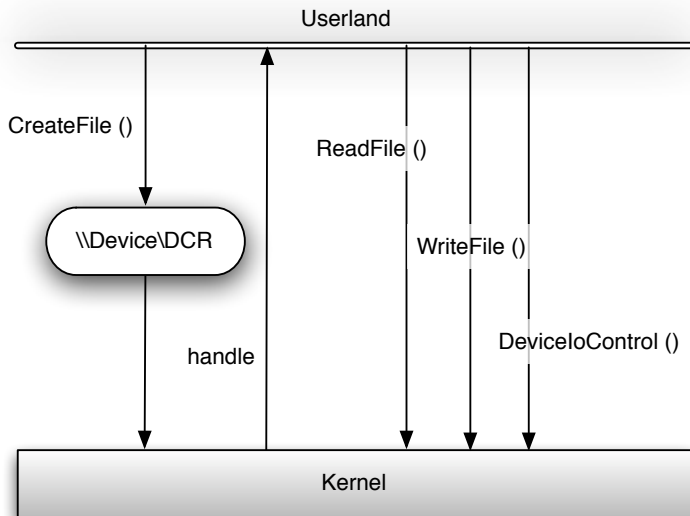 Userland
CreateFile ()
ReadFile ()
\\Device\DCR
WriteFile ()
handle
DeviceIoControl ()
Kernel